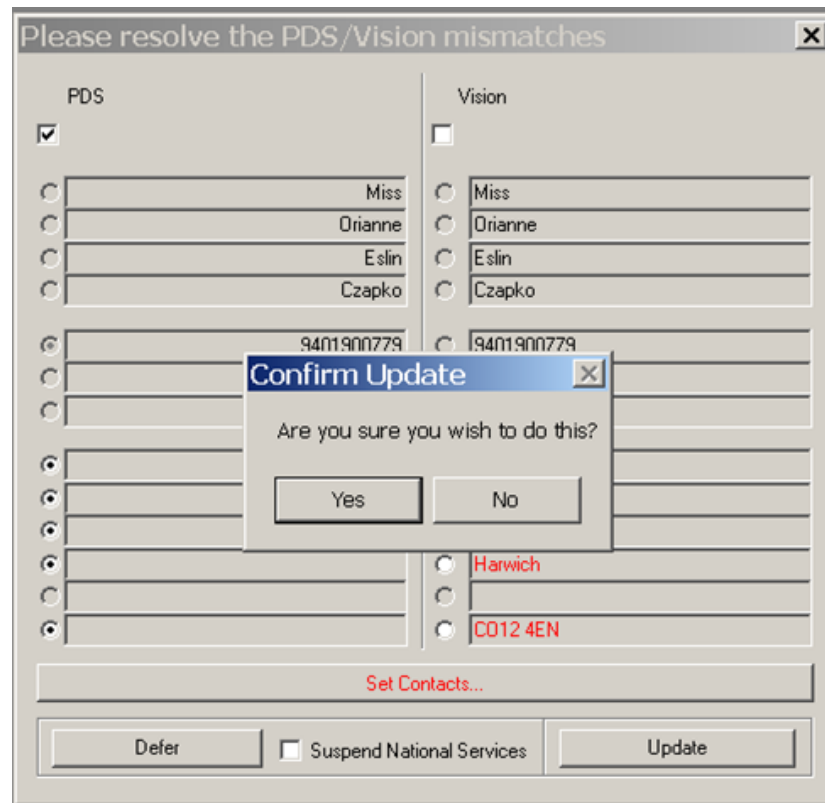 Please resolve the PDS/Vision mismatches
PDS Vision
Miss Miss
Orianne Orianne
Eslin Eslin
Czapko Czapko
9401900779 9401900779
Confirm Update
Are you sure you wish to do this?
Yes No
Harwich
CO12 4EN
Set Contacts...
Defer Suspend National Services Update